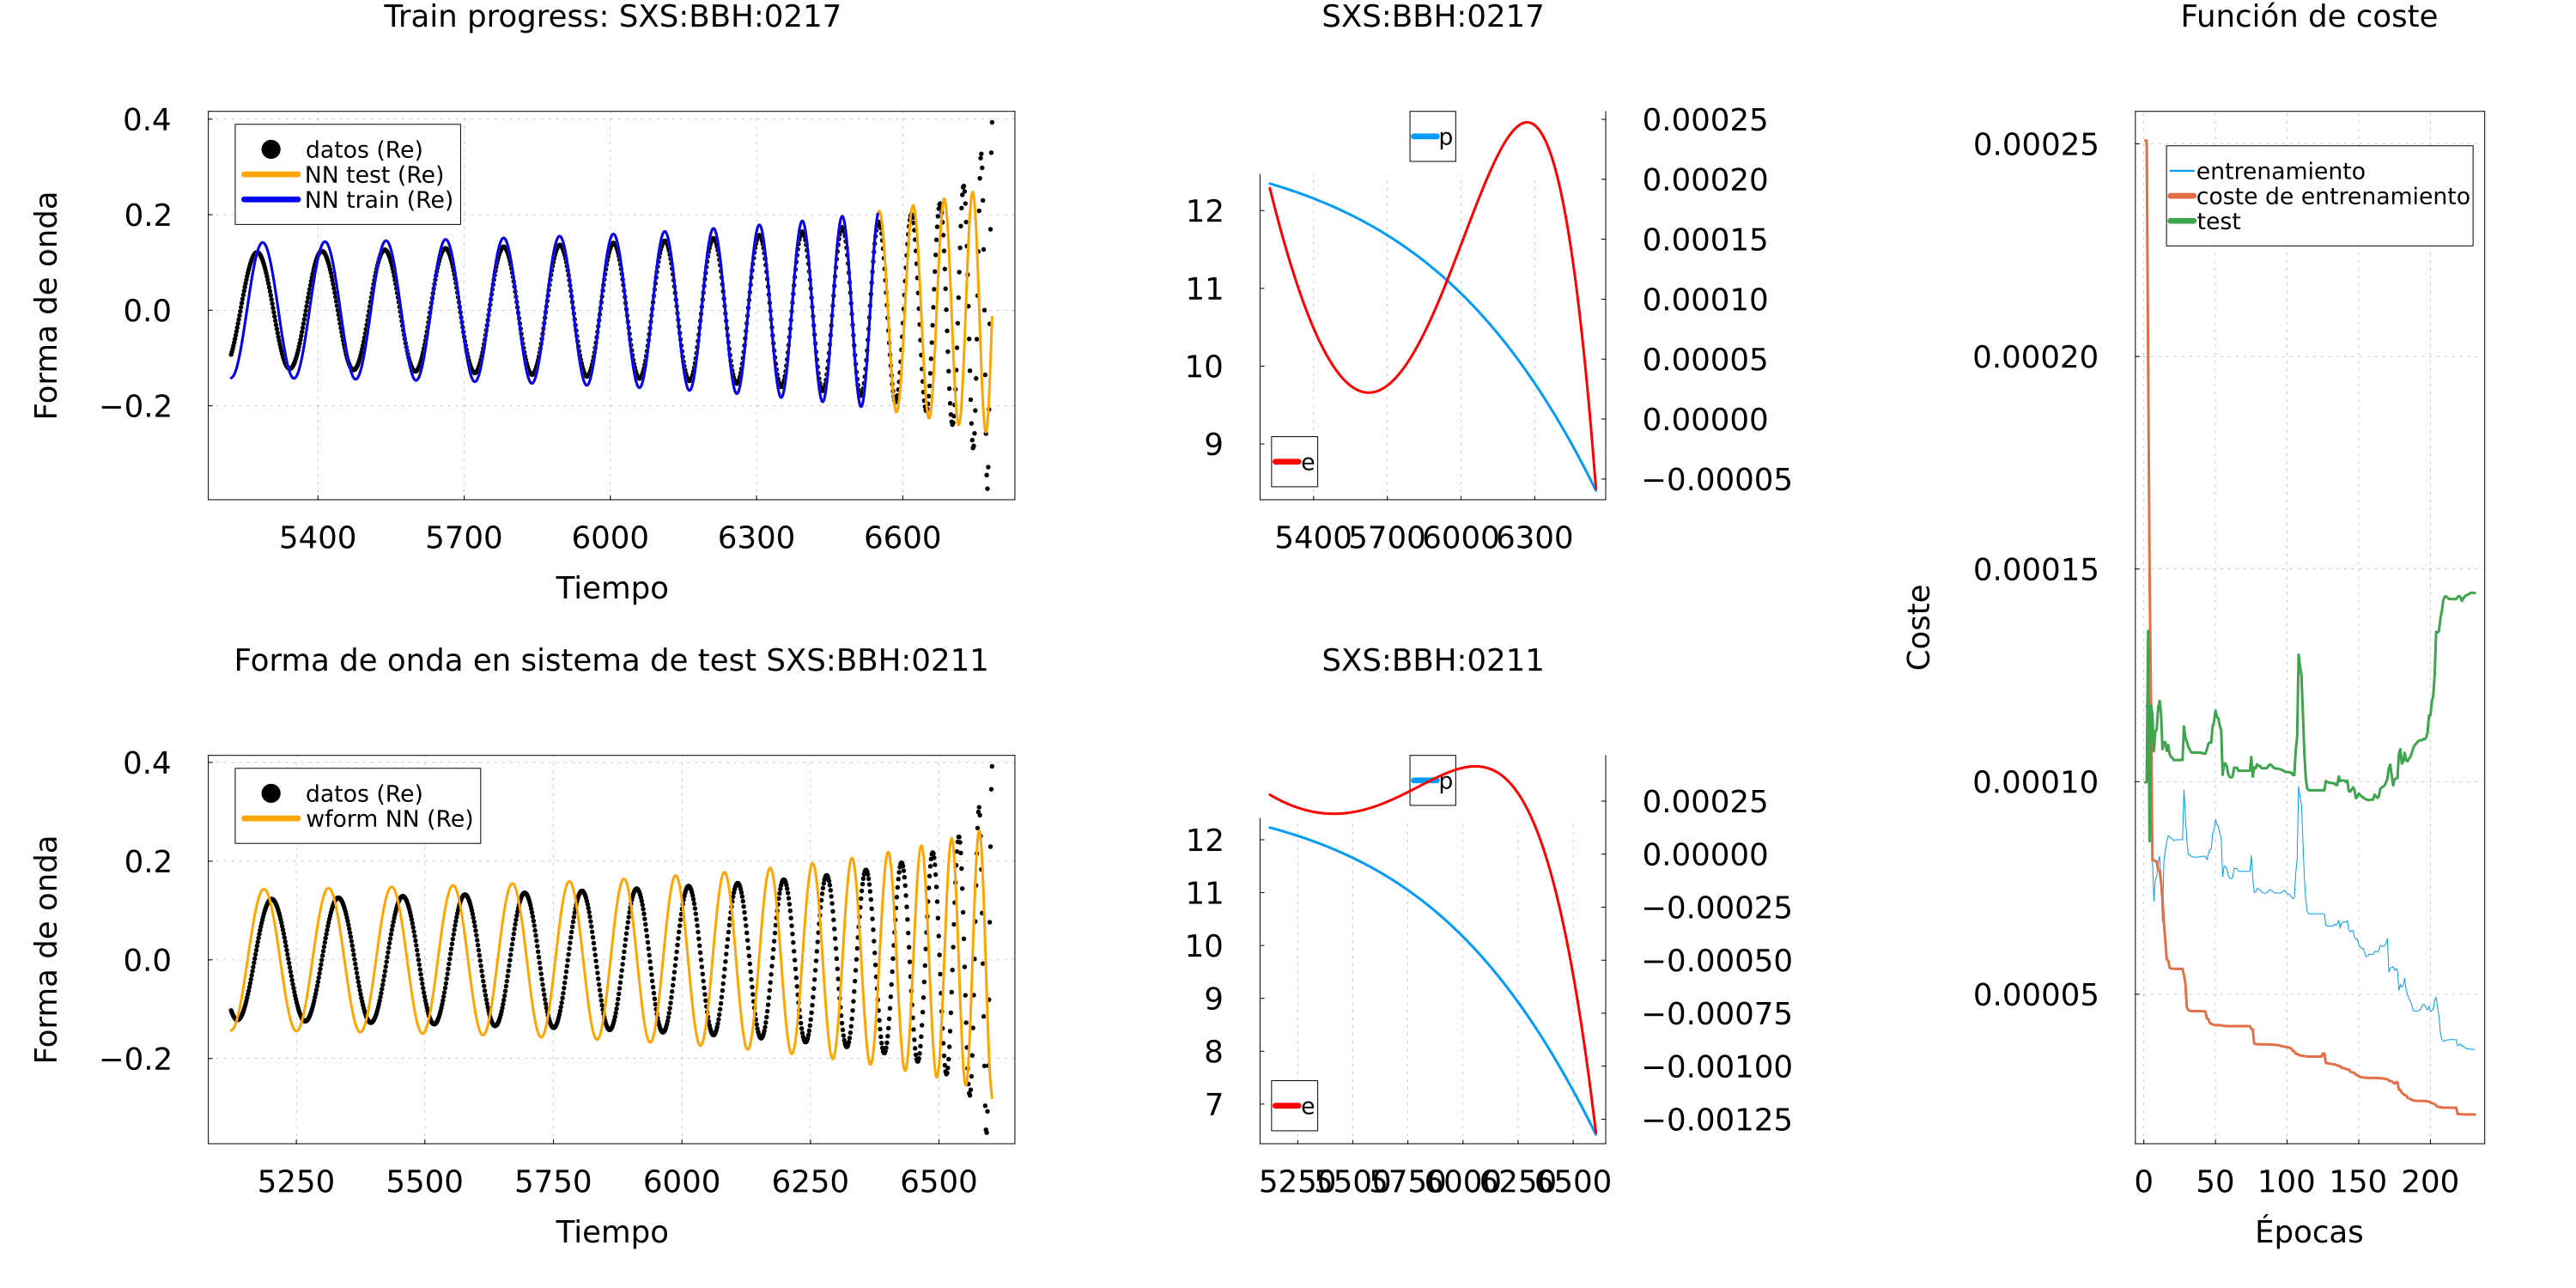 Train progress: SXS:BBH:0217
0.4
0.2
0.0
−0.2
Forma de onda
datos (Re)
NN test (Re)
NN train (Re)
5400 5700 6000 6300 6600
Tiempo
SXS:BBH:0217
12
11
10
9
p
e
0.00025
0.00020
0.00015
0.00010
0.00005
0.00000
−0.00005
5400 5700 6000 6300
Forma de onda en sistema de test SXS:BBH:0211
0.4
0.2
0.0
−0.2
Forma de onda
datos (Re)
wform NN (Re)
5250 5500 5750 6000 6250 6500
Tiempo
SXS:BBH:0211
12
11
10
9
8
7
p
e
0.00025
0.00000
−0.00025
−0.00050
−0.00075
−0.00100
−0.00125
5250 5500 5750 6000 6250 6500
Función de coste
0.00025
0.00020
0.00015
0.00010
0.00005
Coste
entrenamiento
coste de entrenamiento
test
0 50 100 150 200
Épocas